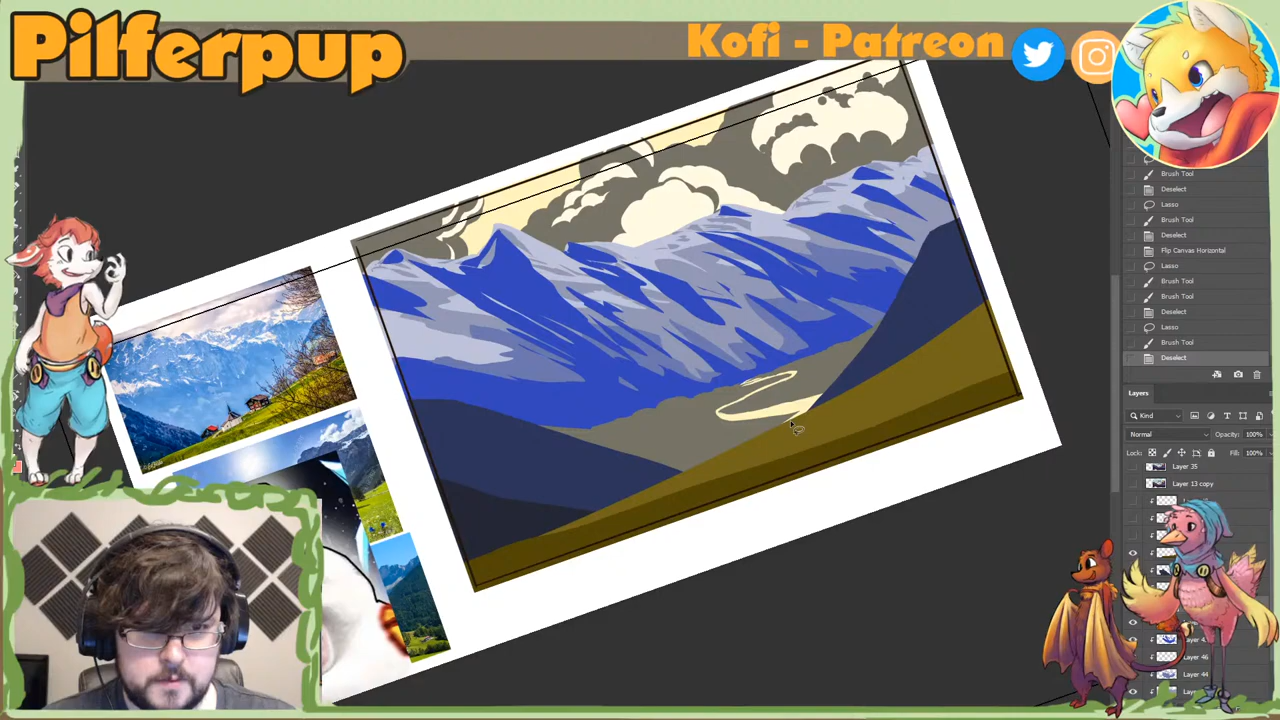 Pilferpup
Kofi - Patreon
Brush Tool
Deselect
Lasso
Brush Tool
Deselect
Flip Canvas Horizontal
Lasso
Brush Tool
Brush Tool
Deselect
Lasso
Brush Tool
Deselect
Layers
Kind
Normal
Opacity: 100%
Lock:
Fill: 100%
Layer 35
Layer 13 copy
Layer 46
Layer 44